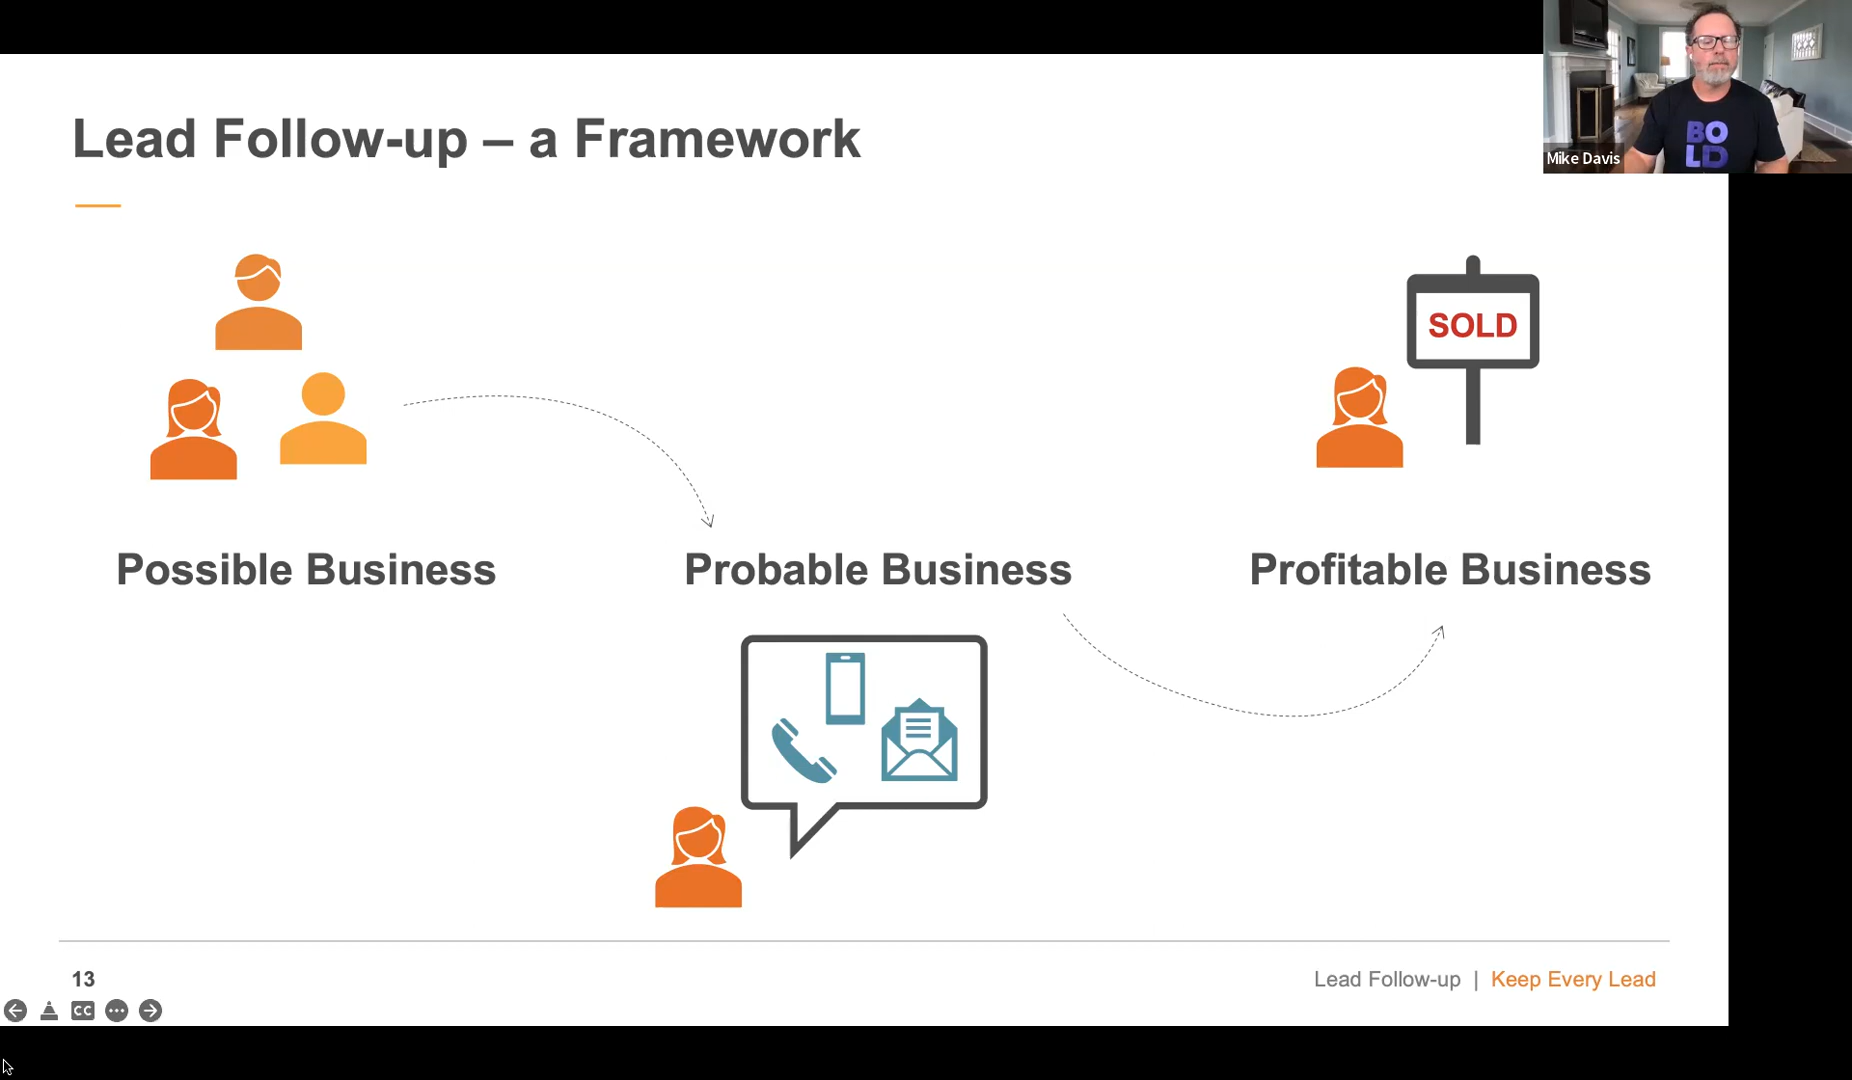 Lead Follow-up – a Framework
BO
LD
Mike Davis
SOLD
Possible Business
Probable Business
Profitable Business
13
Lead Follow-up | Keep Every Lead
CC